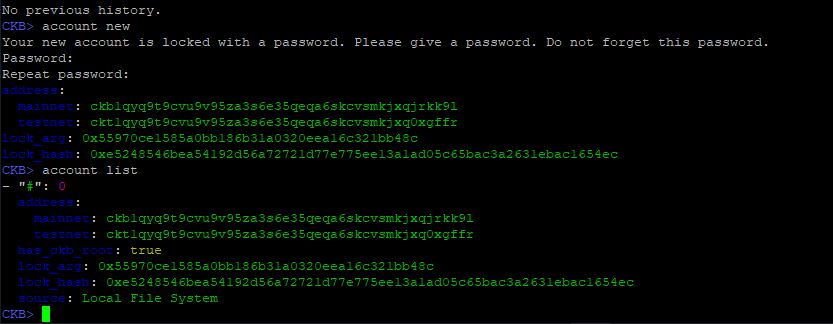 No previous history.
CKB> account new
Your new account is locked with a password. Please give a password. Do not forget this password.
Password:
Repeat password:
address:
  mainnet: ckb1qyq9t9cvu9v95za3s6e35qeqa6skcvsmkjxqjrkk9l
  testnet: ckt1qyq9t9cvu9v95za3s6e35qeqa6skcvsmkjxq0xgffr
lock_arg: 0x55970ce1585a0bb186b31a0320eea16c321bb48c
lock_hash: 0xe5248546bea54192d56a72721d77e775ee13a1ad05c65bac3a2631ebac1654ec
CKB> account list
- "#": 0
  address:
    mainnet: ckb1qyq9t9cvu9v95za3s6e35qeqa6skcvsmkjxqjrkk9l
    testnet: ckt1qyq9t9cvu9v95za3s6e35qeqa6skcvsmkjxq0xgffr
  has_ckb_root: true
  lock_arg: 0x55970ce1585a0bb186b31a0320eea16c321bb48c
  lock_hash: 0xe5248546bea54192d56a72721d77e775ee13a1ad05c65bac3a2631ebac1654ec
  source: Local File System
CKB>